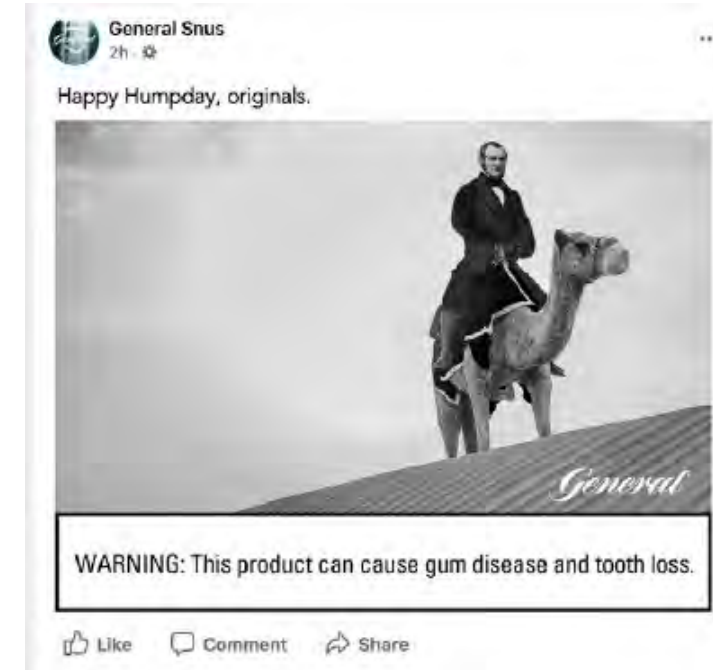 General Snus
2h
Happy Humpday, originals.
General
WARNING: This product can cause gum disease and tooth loss.
Like Comment Share